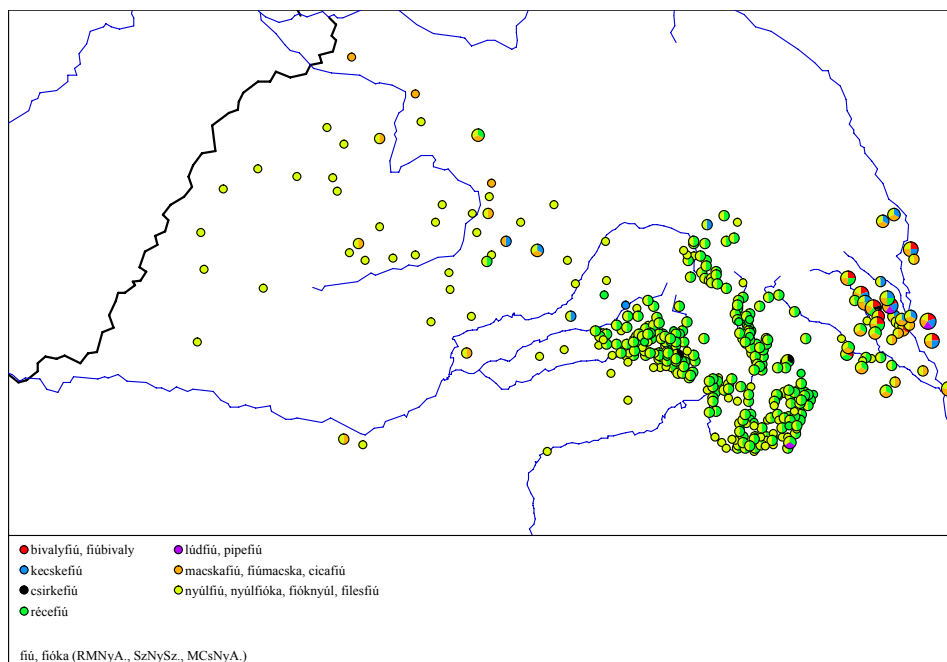 bivalyfiú, fiúbivaly
kecskefiú
csirkefiú
récefiú
lúdfiú, pipefiú
macskafiú, fiúmacska, cicafiú
nyúlfiú, nyúlfióka, fióknyúl, filesfiú
fiú, fióka (RMNyA., SzNySz., MCsNyA.)